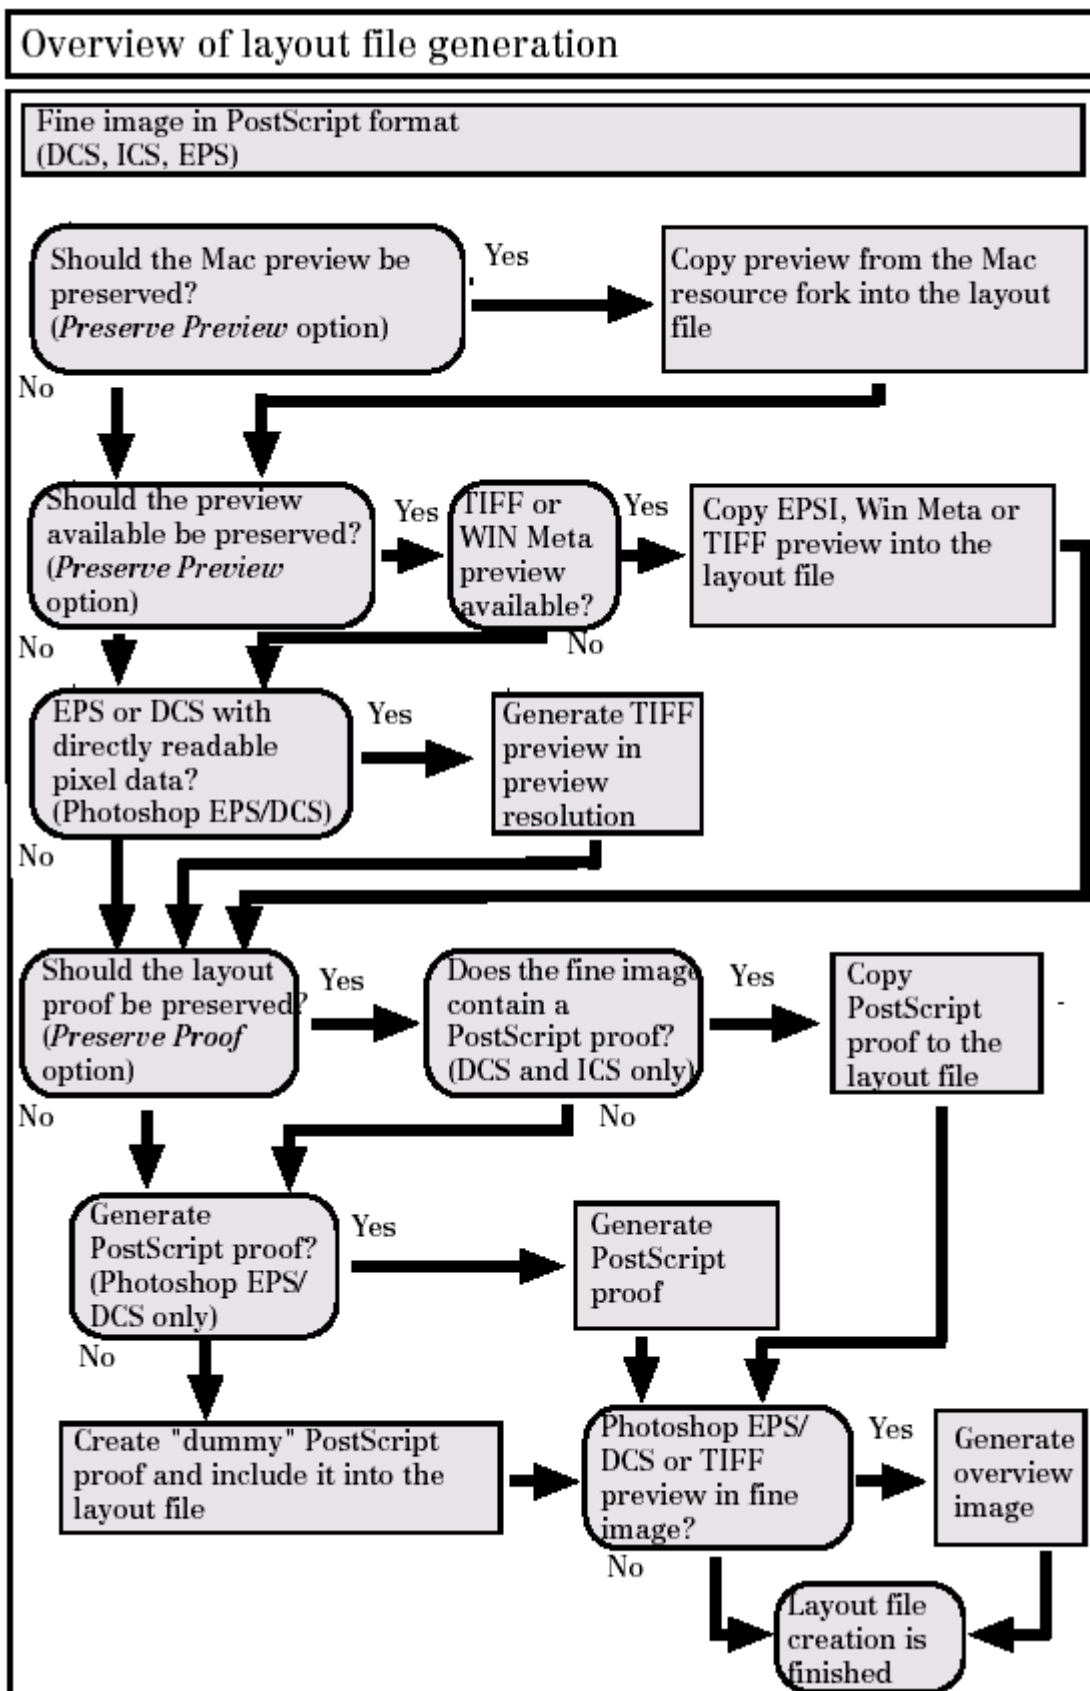 Overview of layout file generation
Fine image in PostScript format
(DCS, ICS, EPS)
Should the Mac preview be
preserved?
(Preserve Preview option)
Yes
Copy preview from the Mac
resource fork into the layout
file
No
Should the preview
available be preserved?
(Preserve Preview
option)
Yes
TIFF or
WIN Meta
preview
available?
Yes
Copy EPSI, Win Meta or
TIFF preview into the
layout file
No
No
EPS or DCS with
directly readable
pixel data?
(Photoshop EPS/DCS)
Yes
Generate TIFF
preview in
preview
resolution
No
Should the layout
proof be preserved?
(Preserve Proof
option)
Yes
Does the fine image
contain a
PostScript proof?
(DCS and ICS only)
Yes
Copy
PostScript
proof to the
layout file
No
No
Generate
PostScript proof?
(Photoshop EPS/
DCS only)
Yes
Generate
PostScript
proof
No
Create "dummy" PostScript
proof and include it into the
layout file
Photoshop EPS/
DCS or TIFF
preview in fine
image?
Yes
Generate
overview
image
No
Layout file
creation is
finished